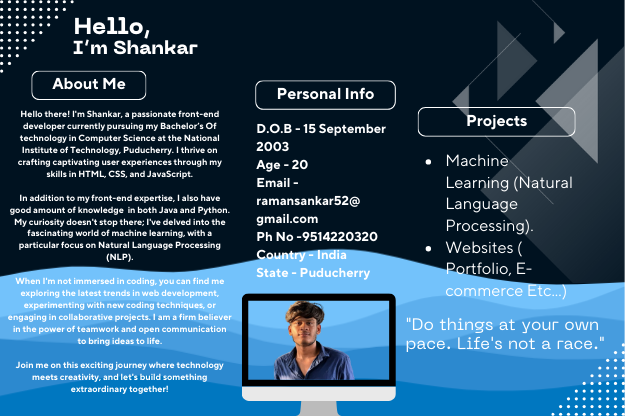 Hello,
I'm Shankar
About Me
Hello there! I'm Shankar, a passionate front-end
developer currently pursuing my Bachelor's Of
technology in Computer Science at the National
Institute of Technology, Puducherry. I thrive on
crafting captivating user experiences through my
skills in HTML, CSS, and JavaScript.
In addition to my front-end expertise, I also have
good amount of knowledge in both Java and Python.
My curiosity doesn't stop there; I've delved into the
fascinating world of machine learning, with a
particular focus on Natural Language Processing
(NLP).
When I'm not immersed in coding, you can find me
exploring the latest trends in web development,
experimenting with new coding techniques, or
engaging in collaborative projects. I am a firm believer
in the power of teamwork and open communication
to bring ideas to life.
Join me on this exciting journey where technology
meets creativity, and let's build something
extraordinary together!
Personal Info
D.O.B - 15 September
2003
Age - 20
Email -
ramansankar52@
gmail.com
Ph No -9514220320
Country - India
State - Puducherry
Projects
• Machine
Learning (Natural
Language
Processing).
• Websites (
Portfolio, E-
commerce Etc...)
"Do things at your own
pace. Life's not a race."